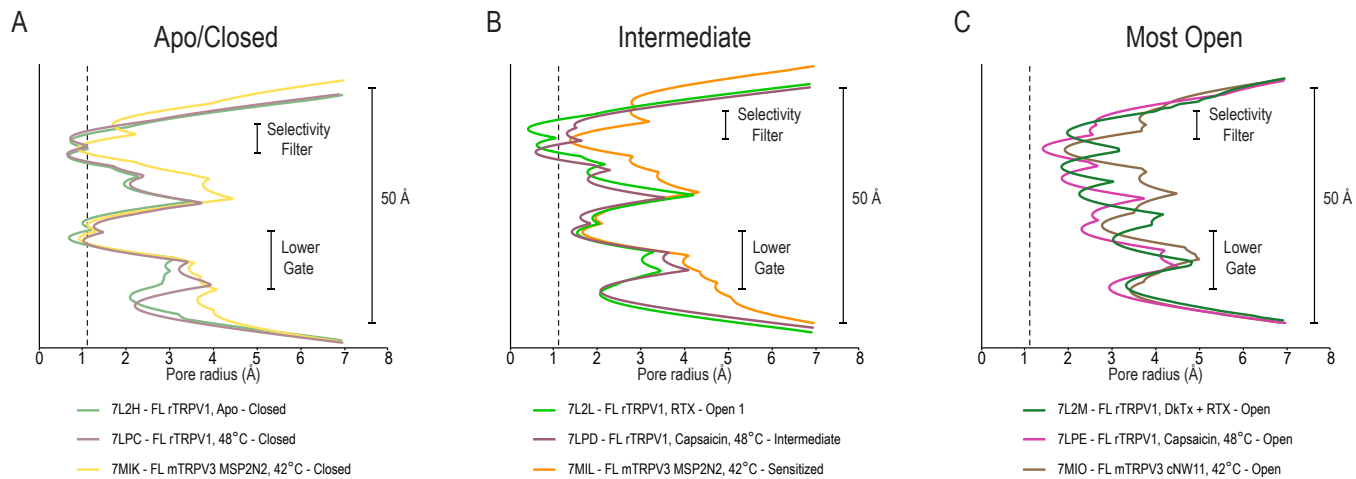 A
Apo/Closed
Selectivity
Filter
50 Å
Lower
Gate
0 1 2 3 4 5 6 7 8
Pore radius (Å)
7L2H - FL rTRPV1, Apo - Closed
7LPC - FL rTRPV1, 48°C - Closed
7MIK - FL mTRPV3 MSP2N2, 42°C - Closed
B
Intermediate
Selectivity
Filter
50 Å
Lower
Gate
0 1 2 3 4 5 6 7 8
Pore radius (Å)
7L2L - FL rTRPV1, RTX - Open 1
7LPD - FL rTRPV1, Capsaicin, 48°C - Intermediate
7MIL - FL mTRPV3 MSP2N2, 42°C - Sensitized
C
Most Open
Selectivity
Filter
50 Å
Lower
Gate
0 1 2 3 4 5 6 7 8
Pore radius (Å)
7L2M - FL rTRPV1, DkTx + RTX - Open
7LPE - FL rTRPV1, Capsaicin, 48°C - Open
7MIO - FL mTRPV3 cNW11, 42°C - Open